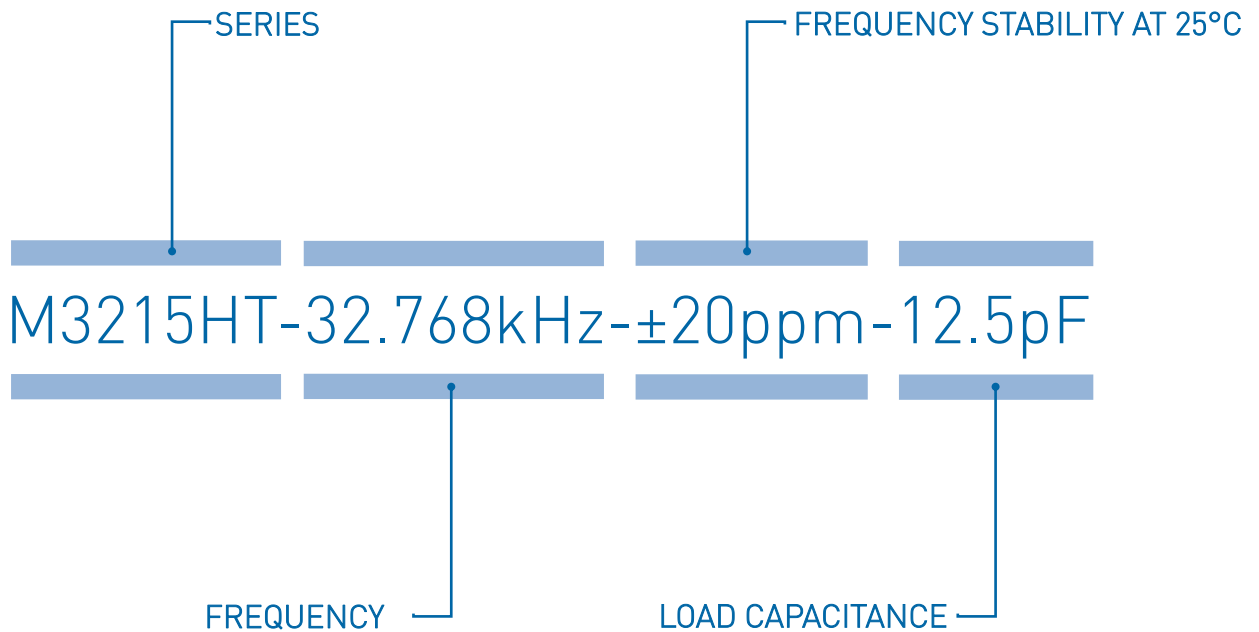 SERIES
FREQUENCY STABILITY AT 25°C
M3215HT-32.768kHz-±20ppm-12.5pF
FREQUENCY
LOAD CAPACITANCE